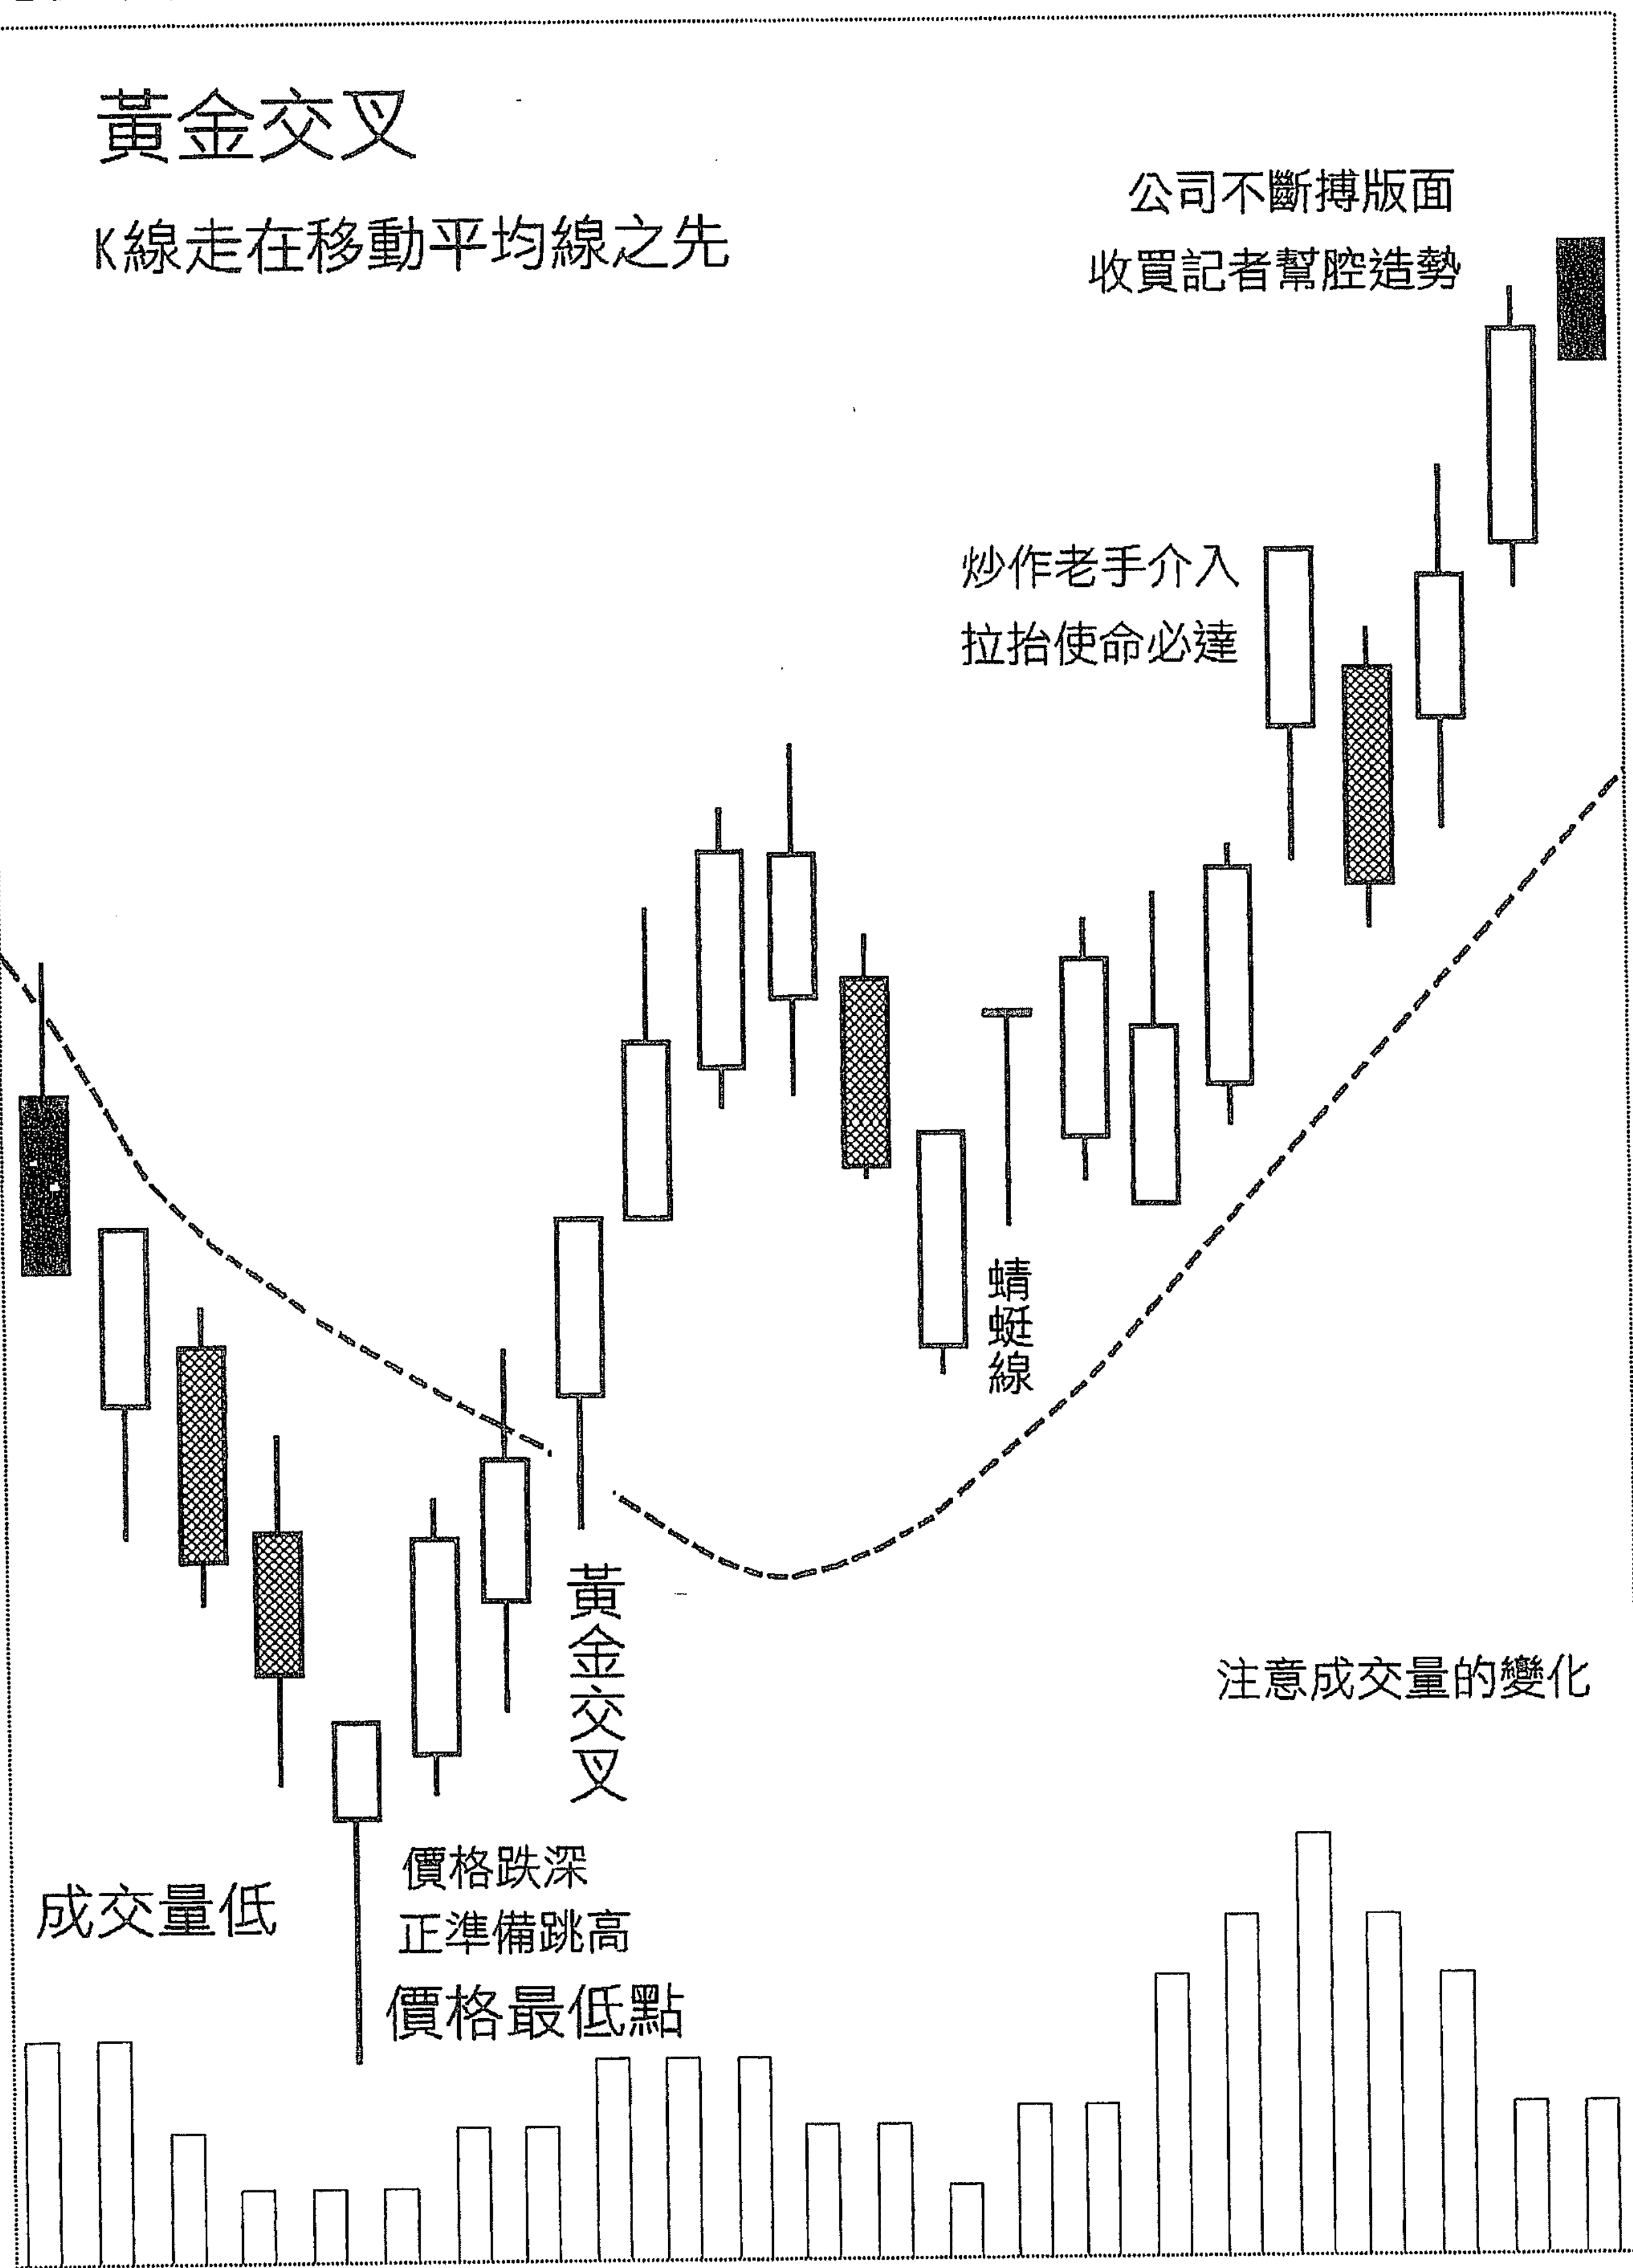 黃金交叉
K線走在移動平均線之先
公司不斷搏版面
收買記者幫腔造勢
炒作老手介入
拉抬使命必達
蜻蜓線
黃金交叉
注意成交量的變化
價格跌深
正準備跳高
成交量低
價格最低點